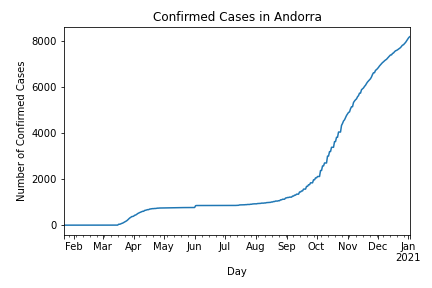 Confirmed Cases in Andorra
Number of Confirmed Cases
8000
6000
4000
2000
0
Feb Mar Apr May Jun Jul Aug Sep Oct Nov Dec Jan
2021
Day